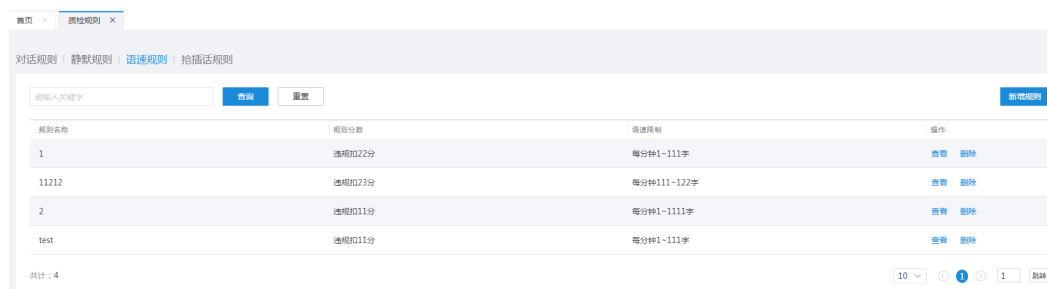 首页 × 质检规则 ×
对话规则 | 静默规则 | 语速规则 | 抢插话规则
请输入关键字 查询 重置 新增规则
规则名称 规则分数 语速限制 操作
1 违规扣22分 每分钟1~111字 查看 删除
11212 违规扣23分 每分钟111~122字 查看 删除
2 违规扣11分 每分钟1~1111字 查看 删除
test 违规扣11分 每分钟1~111字 查看 删除
共计：4 10 1 1 跳转